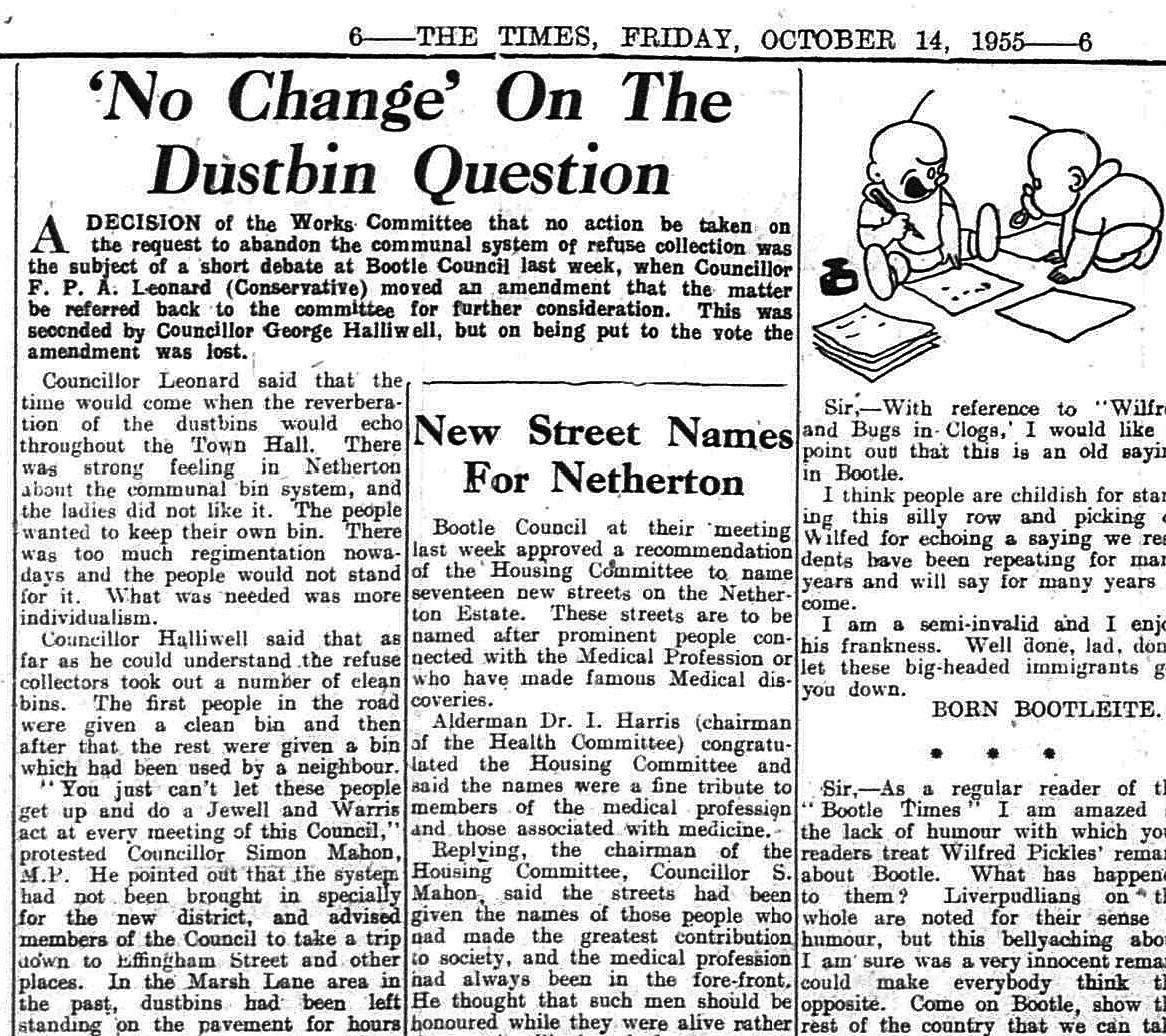 6—THE TIMES, FRIDAY, OCTOBER 14, 1955—6
‘No Change’ On The
Dustbin Question
A DECISION of the Works Committee that no action be taken on
the request to abandon the communal system of refuse collection was
the subject of a short debate at Bootle Council last week, when Councillor
F. P. A. Leonard (Conservative) moved an amendment that the matter
be referred back to the committee for further consideration. This was
seconded by Councillor George Halliwell, but on being put to the vote the
amendment was lost.
Councillor Leonard said that the
time would come when the reverbera-
tion of the dustbins would echo
throughout the Town Hall. There
was strong feeling in Netherton
about the communal bin system, and
the ladies did not like it. The people
wanted to keep their own bin. There
was too much regimentation nowa-
days and the people would not stand
for it. What was needed was more
individualism.
Councillor Halliwell said that as
far as he could understand the refuse
collectors took out a number of clean
bins. The first people in the road
were given a clean bin and then
after that the rest were given a bin
which had been used by a neighbour.
"You just can't let these people
get up and do a Jewell and Warris
act at every meeting of this Council,"
protested Councillor Simon Mahon,
M.P. He pointed out that the system
had not been brought in specially
for the new district, and advised
members of the Council to take a trip
down to Effingham Street and other
places. In the Marsh Lane area in
the past, dustbins had been left
standing on the pavement for hours
New Street Names
For Netherton
Bootle Council at their meeting
last week approved a recommendation
of the Housing Committee to name
seventeen new streets on the Nether-
ton Estate. These streets are to be
named after prominent people con-
nected with the Medical Profession or
who have made famous Medical dis-
coveries.
Alderman Dr. I. Harris (chairman
of the Health Committee) congratu-
lated the Housing Committee and
said the names were a fine tribute to
members of the medical profession
and those associated with medicine.
Replying, the chairman of the
Housing Committee, Councillor S.
Mahon, said the streets had been
given the names of those people who
had made the greatest contribution
to society, and the medical profession
had always been in the fore-front.
He thought that such men should be
honoured while they were alive rather
Sir,—With reference to "Wilfre
and Bugs in Clogs,' I would like
point out that this is an old sayin
in Bootle.
I think people are childish for star
ing this silly row and picking
Wilfed for echoing a saying we res
dents have been repeating for man
years and will say for many years
come.
I am a semi-invalid and I enjo
his frankness. Well done, lad, don
let these big-headed immigrants g
you down.
BORN BOOTLEITE.
* * *
Sir,—As a regular reader of th
"Bootle Times" I am amazed
the lack of humour with which you
readers treat Wilfred Pickles' remar
about Bootle. What has happene
to them? Liverpudlians on th
whole are noted for their sense
humour, but this bellyaching abou
I am sure was a very innocent remar
could make everybody think th
opposite. Come on Bootle, show th
rest of the country that we can tak